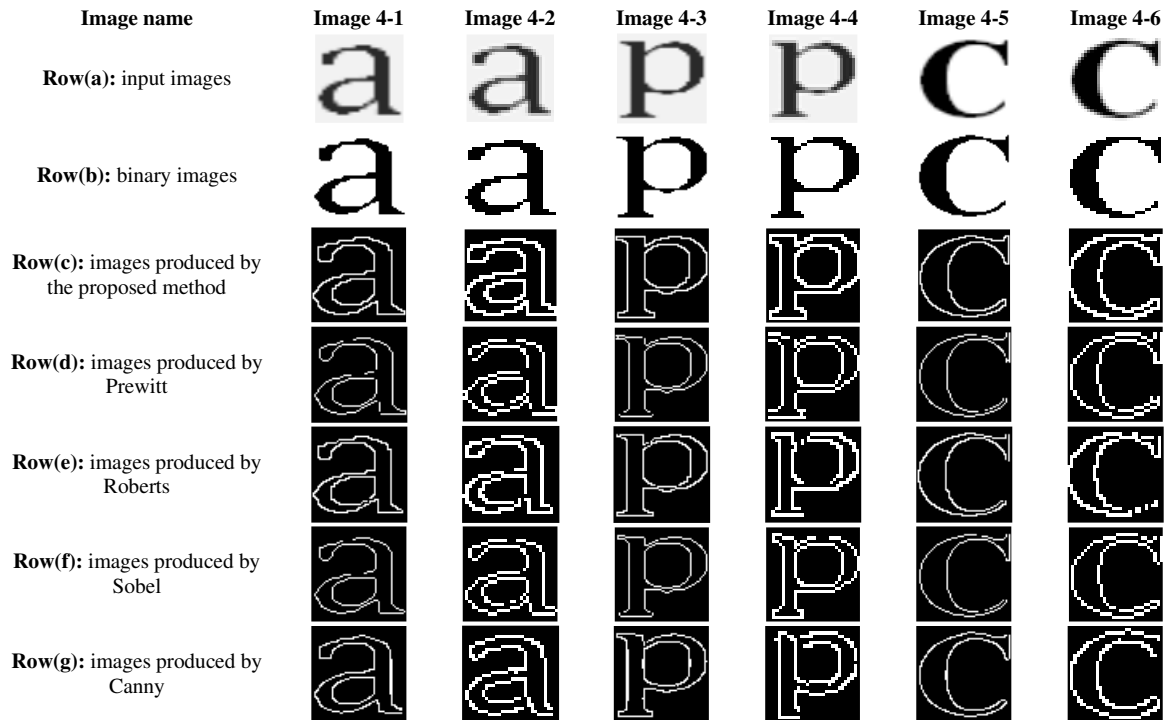 Image name Image 4-1 Image 4-2 Image 4-3 Image 4-4 Image 4-5 Image 4-6
Row(a): input images a a p p c c
Row(b): binary images a a p p c c
Row(c): images produced by
the proposed method a a p p c c
Row(d): images produced by
Prewitt a a p p c c
Row(e): images produced by
Roberts a a p p c c
Row(f): images produced by
Sobel a a p p c c
Row(g): images produced by
Canny a a p p c c